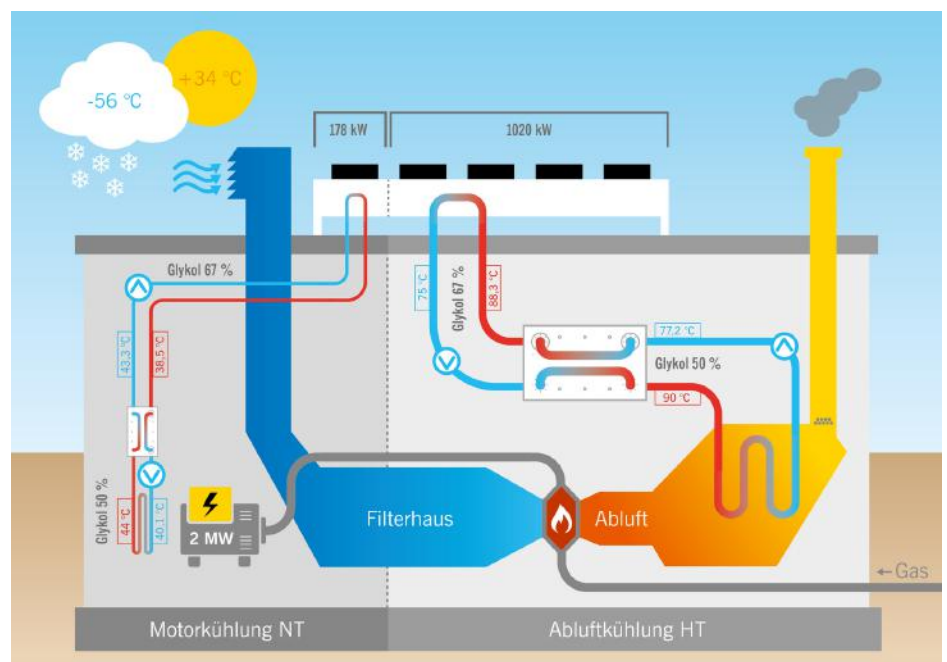 +34 °C
-56 °C
178 kW
1020 kW
Glykol 67 %
75 °C
Glykol 67 %
88,3 °C
43,3 °C
38,5 °C
77,2 °C
Glykol 50 %
90 °C
Glykol 50 %
44 °C
40,1 °C
2 MW
Filterhaus
Abluft
←Gas
Motorkühlung NT
Abluftkühlung HT